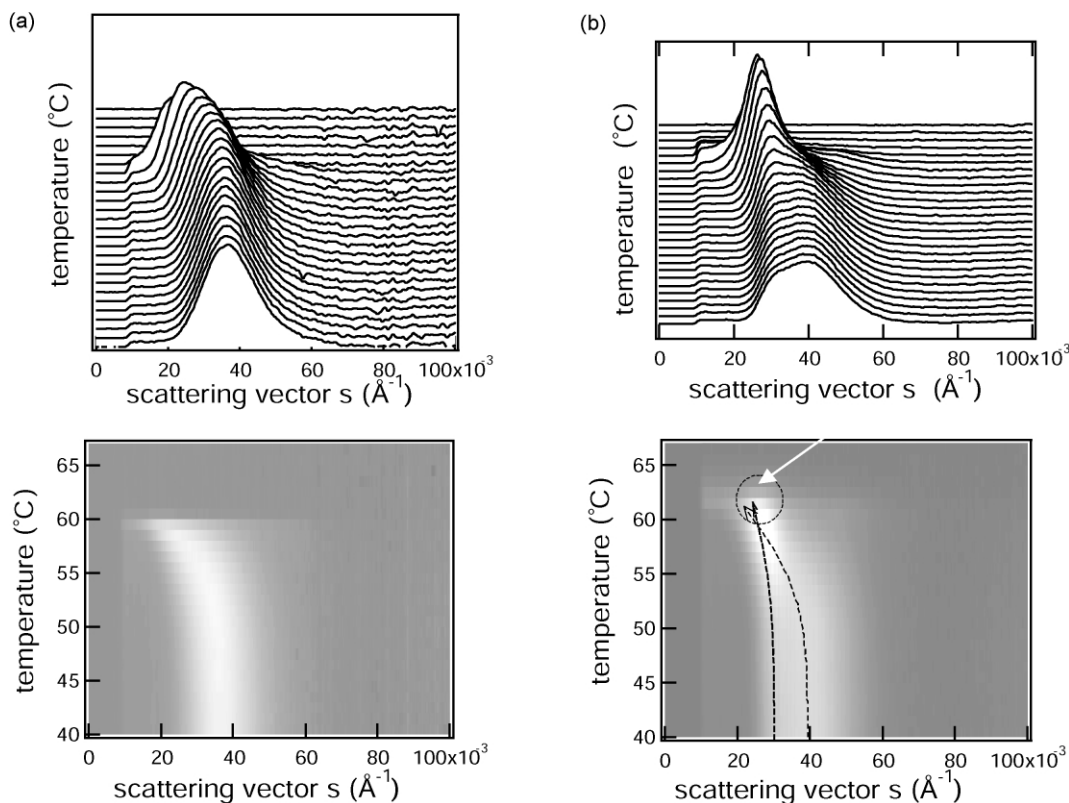 (a)
temperature (°C)
0 20 40 60 80 100x10⁻³
scattering vector s (Å⁻¹)
(b)
temperature (°C)
0 20 40 60 80 100x10⁻³
scattering vector s (Å⁻¹)
temperature (°C)
65
60
55
50
45
40
0 20 40 60 80 100x10⁻³
scattering vector s (Å⁻¹)
temperature (°C)
65
60
55
50
45
40
0 20 40 60 80 100x10⁻³
scattering vector s (Å⁻¹)